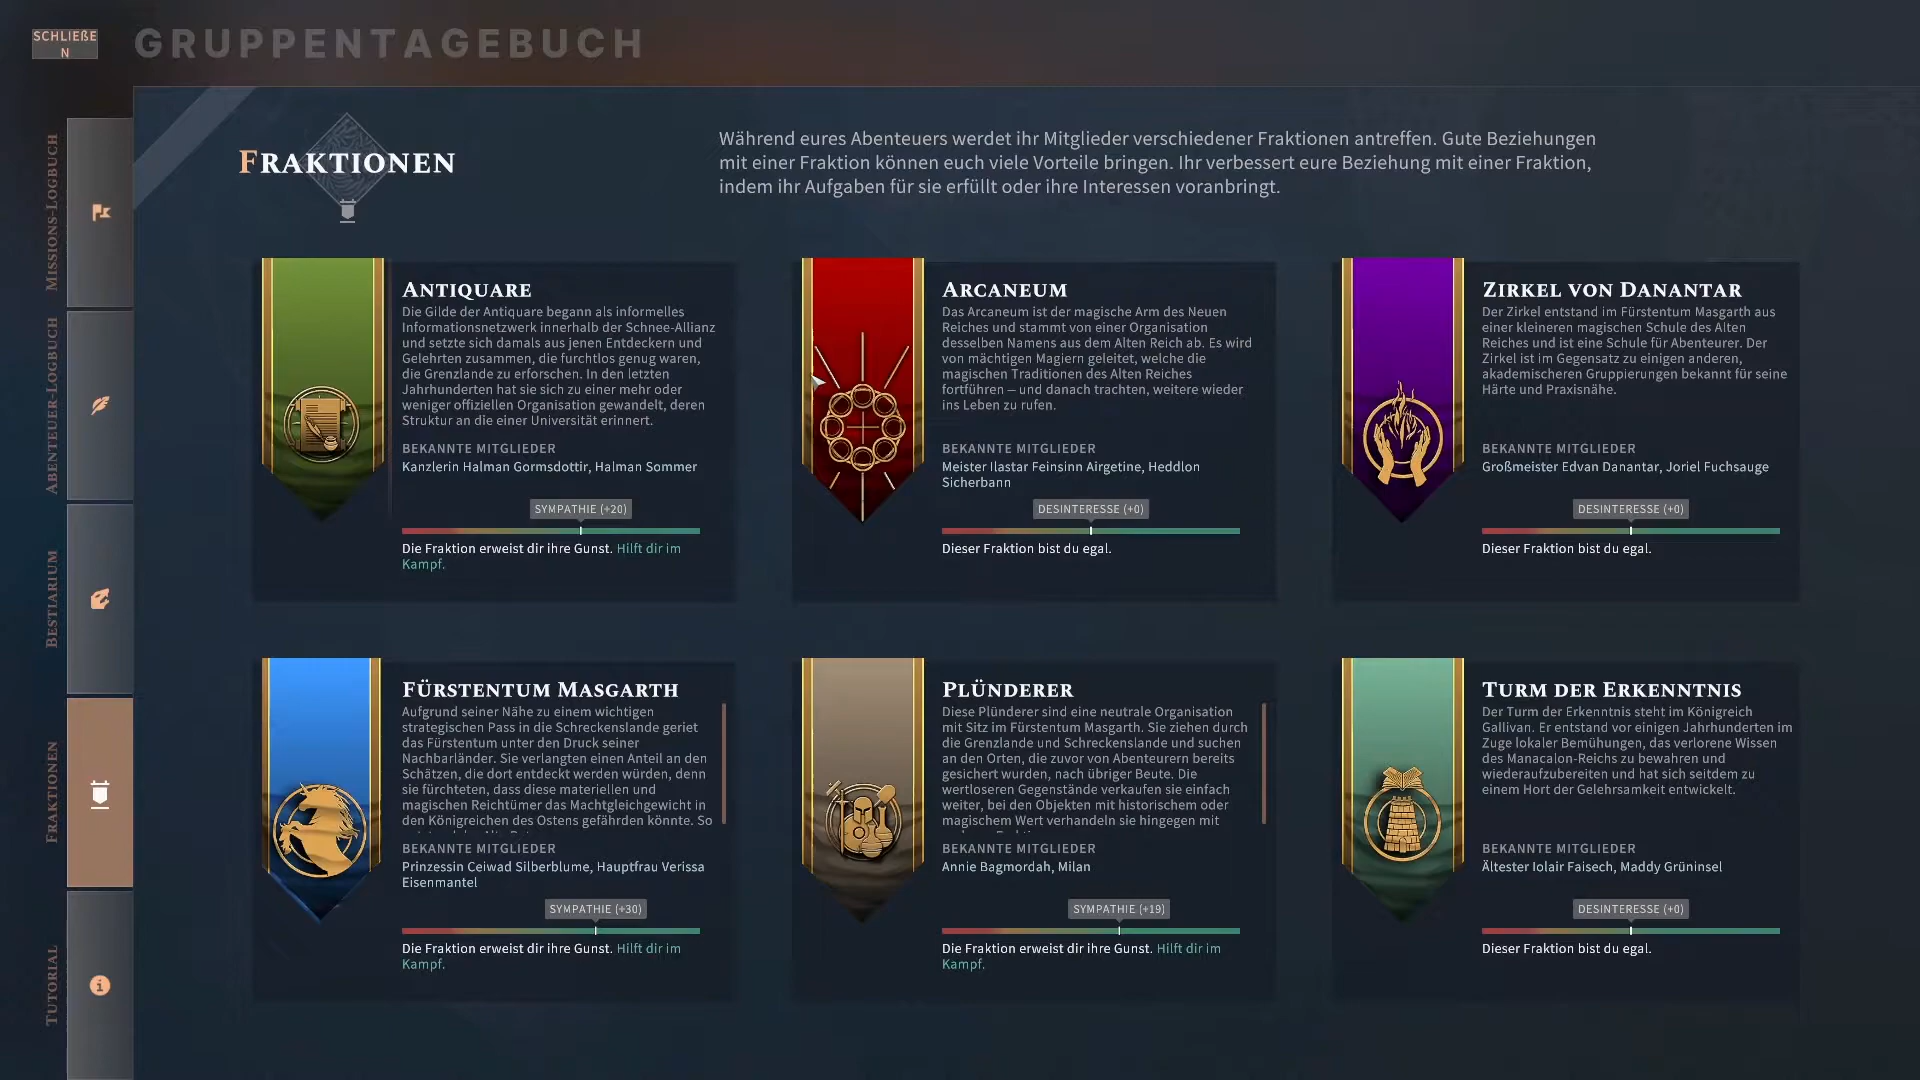 SCHLIEẞE
N
GRUPPENTAGEBUCH
MISSIONS-LOGBUCH
ABENTEUER-LOGBUCH
BESTIARIUM
FRAKTIONEN
TUTORIAL
FRAKTIONEN
Während eures Abenteuers werdet ihr Mitglieder verschiedener Fraktionen antreffen. Gute Beziehungen
mit einer Fraktion können euch viele Vorteile bringen. Ihr verbessert eure Beziehung mit einer Fraktion,
indem ihr Aufgaben für sie erfüllt oder ihre Interessen voranbringt.
ANTIQUARE
Die Gilde der Antiquare begann als informelles
Informationsnetzwerk innerhalb der Schnee-Allianz
und setzte sich damals aus jenen Entdeckern und
Gelehrten zusammen, die furchtlos genug waren,
die Grenzlande zu erforschen. In den letzten
Jahrhunderten hat sie sich zu einer mehr oder
weniger offiziellen Organisation gewandelt, deren
Struktur an die einer Universität erinnert.
BEKANNTE MITGLIEDER
Kanzlerin Halman Gormsdottir, Halman Sommer
SYMPATHIE (+20)
Die Fraktion erweist dir ihre Gunst. Hilft dir im
Kampf.
ARCANEUM
Das Arcaneum ist der magische Arm des Neuen
Reiches und stammt von einer Organisation
desselben Namens aus dem Alten Reich ab. Es wird
von mächtigen Magiern geleitet, welche die
magischen Traditionen des Alten Reiches
fortführen – und danach trachten, weitere wieder
ins Leben zu rufen.
BEKANNTE MITGLIEDER
Meister Ilastar Feinsinn Airgetine, Heddlon
Sicherbann
DESINTERESSE (+0)
Dieser Fraktion bist du egal.
ZIRKEL VON DANANTAR
Der Zirkel entstand im Fürstentum Masgarth aus
einer kleineren magischen Schule des Alten
Reiches und ist eine Schule für Abenteurer. Der
Zirkel ist im Gegensatz zu einigen anderen,
akademischeren Gruppierungen bekannt für seine
Härte und Praxisnähe.
BEKANNTE MITGLIEDER
Großmeister Edvan Danantar, Joriel Fuchsauge
DESINTERESSE (+0)
Dieser Fraktion bist du egal.
FÜRSTENTUM MASGARTH
Aufgrund seiner Nähe zu einem wichtigen
strategischen Pass in die Schreckenslande geriet
das Fürstentum unter den Druck seiner
Nachbarländer. Sie verlangten einen Anteil an den
Schätzen, die dort entdeckt werden würden, denn
sie fürchteten, dass diese materiellen und
magischen Reichtümer das Machtgleichgewicht in
den Königreichen des Ostens gefährden könnte. So
BEKANNTE MITGLIEDER
Prinzessin Ceiwad Silberblume, Hauptfrau Verissa
Eisenmantel
SYMPATHIE (+30)
Die Fraktion erweist dir ihre Gunst. Hilft dir im
Kampf.
PLÜNDERER
Diese Plünderer sind eine neutrale Organisation
mit Sitz im Fürstentum Masgarth. Sie ziehen durch
die Grenzlande und Schreckenslande und suchen
an den Orten, die zuvor von Abenteurern bereits
gesichert wurden, nach übriger Beute. Die
wertloseren Gegenstände verkaufen sie einfach
weiter, bei den Objekten mit historischem oder
magischem Wert verhandeln sie hingegen mit
BEKANNTE MITGLIEDER
Annie Bagmordah, Milan
SYMPATHIE (+19)
Die Fraktion erweist dir ihre Gunst. Hilft dir im
Kampf.
TURM DER ERKENNTNIS
Der Turm der Erkenntnis steht im Königreich
Gallivan. Er entstand vor einigen Jahrhunderten im
Zuge lokaler Bemühungen, das verlorene Wissen
des Manacalon-Reichs zu bewahren und
wiederaufzubereiten und hat sich seitdem zu
einem Hort der Gelehrsamkeit entwickelt.
BEKANNTE MITGLIEDER
Ältester Iolair Faisech, Maddy Grüninsel
DESINTERESSE (+0)
Dieser Fraktion bist du egal.